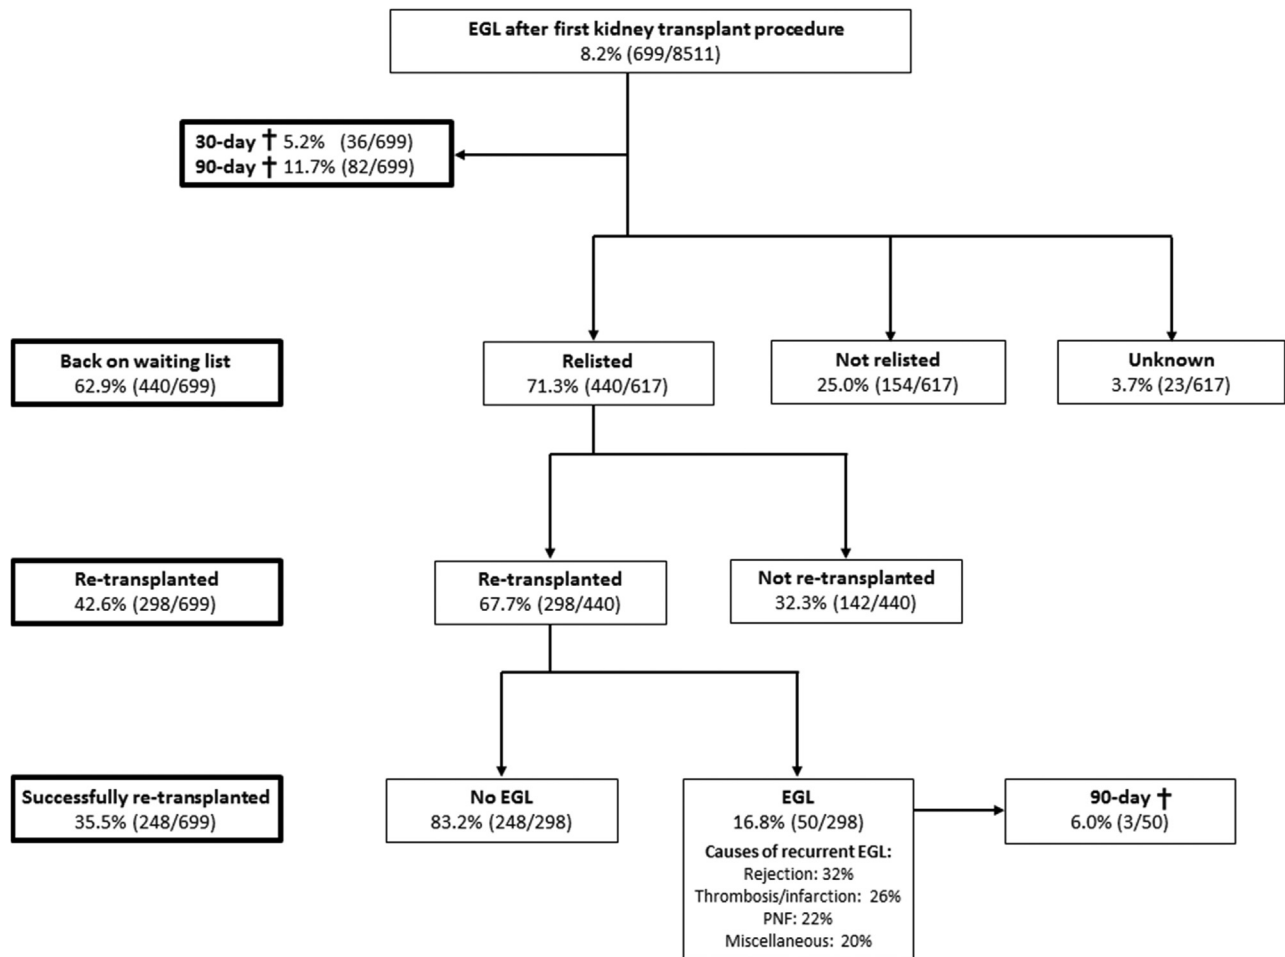 EGL after first kidney transplant procedure
8.2% (699/8511)
30-day † 5.2% (36/699)
90-day † 11.7% (82/699)
Back on waiting list
62.9% (440/699)
Relisted
71.3% (440/617)
Not relisted
25.0% (154/617)
Unknown
3.7% (23/617)
Re-transplanted
42.6% (298/699)
Re-transplanted
67.7% (298/440)
Not re-transplanted
32.3% (142/440)
Successfully re-transplanted
35.5% (248/699)
No EGL
83.2% (248/298)
EGL
16.8% (50/298)
Causes of recurrent EGL:
Rejection: 32%
Thrombosis/infarction: 26%
PNF: 22%
Miscellaneous: 20%
90-day †
6.0% (3/50)